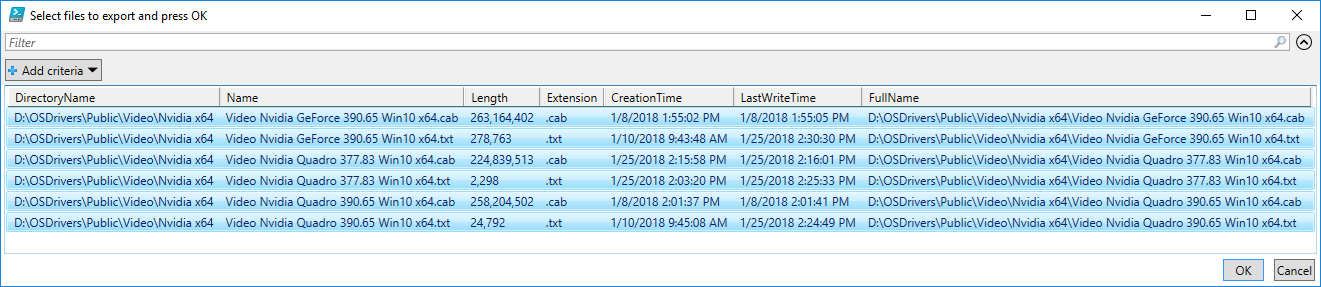 Select files to export and press OK
Filter
Add criteria
DirectoryName Name Length Extension CreationTime LastWriteTime FullName
D:\OSDrivers\Public\Video\Nvidia x64 Video Nvidia GeForce 390.65 Win10 x64.cab 263,164,402 .cab 1/8/2018 1:55:02 PM 1/8/2018 1:55:05 PM D:\OSDrivers\Public\Video\Nvidia x64\Video Nvidia GeForce 390.65 Win10 x64.cab
D:\OSDrivers\Public\Video\Nvidia x64 Video Nvidia GeForce 390.65 Win10 x64.txt 278,763 .txt 1/10/2018 9:43:48 AM 1/25/2018 2:30:30 PM D:\OSDrivers\Public\Video\Nvidia x64\Video Nvidia GeForce 390.65 Win10 x64.txt
D:\OSDrivers\Public\Video\Nvidia x64 Video Nvidia Quadro 377.83 Win10 x64.cab 224,839,513 .cab 1/25/2018 2:15:58 PM 1/25/2018 2:16:01 PM D:\OSDrivers\Public\Video\Nvidia x64\Video Nvidia Quadro 377.83 Win10 x64.cab
D:\OSDrivers\Public\Video\Nvidia x64 Video Nvidia Quadro 377.83 Win10 x64.txt 2,298 .txt 1/25/2018 2:03:20 PM 1/25/2018 2:25:33 PM D:\OSDrivers\Public\Video\Nvidia x64\Video Nvidia Quadro 377.83 Win10 x64.txt
D:\OSDrivers\Public\Video\Nvidia x64 Video Nvidia Quadro 390.65 Win10 x64.cab 258,204,502 .cab 1/8/2018 2:01:37 PM 1/8/2018 2:01:41 PM D:\OSDrivers\Public\Video\Nvidia x64\Video Nvidia Quadro 390.65 Win10 x64.cab
D:\OSDrivers\Public\Video\Nvidia x64 Video Nvidia Quadro 390.65 Win10 x64.txt 24,792 .txt 1/10/2018 9:45:08 AM 1/25/2018 2:24:49 PM D:\OSDrivers\Public\Video\Nvidia x64\Video Nvidia Quadro 390.65 Win10 x64.txt
OK Cancel